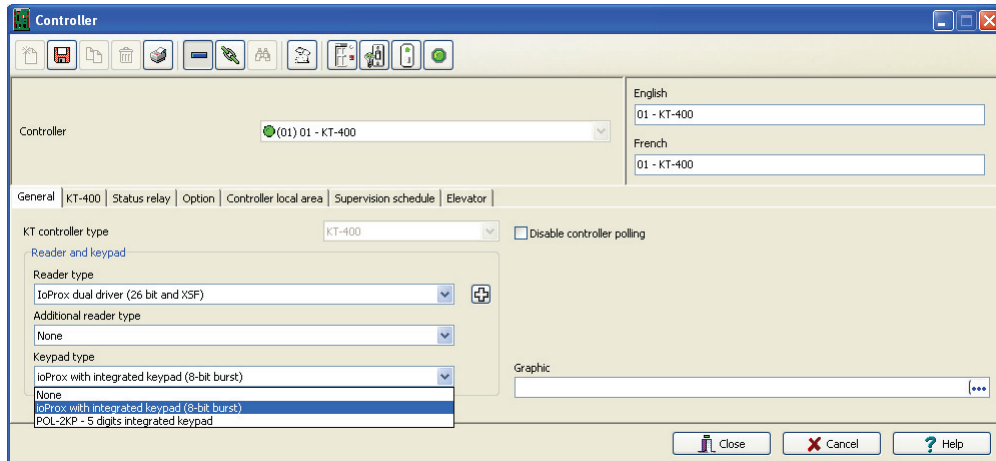 Controller
English
01 - KT-400
Controller
(01) 01 - KT-400
French
01 - KT-400
General KT-400 Status relay Option Controller local area Supervision schedule Elevator
KT controller type
KT-400
Disable controller polling
Reader and keypad
Reader type
IoProx dual driver (26 bit and XSF)
Additional reader type
None
Keypad type
ioProx with integrated keypad (8-bit burst)
Graphic
None
ioProx with integrated keypad (8-bit burst)
POL-2KP - 5 digits integrated keypad
Close Cancel Help